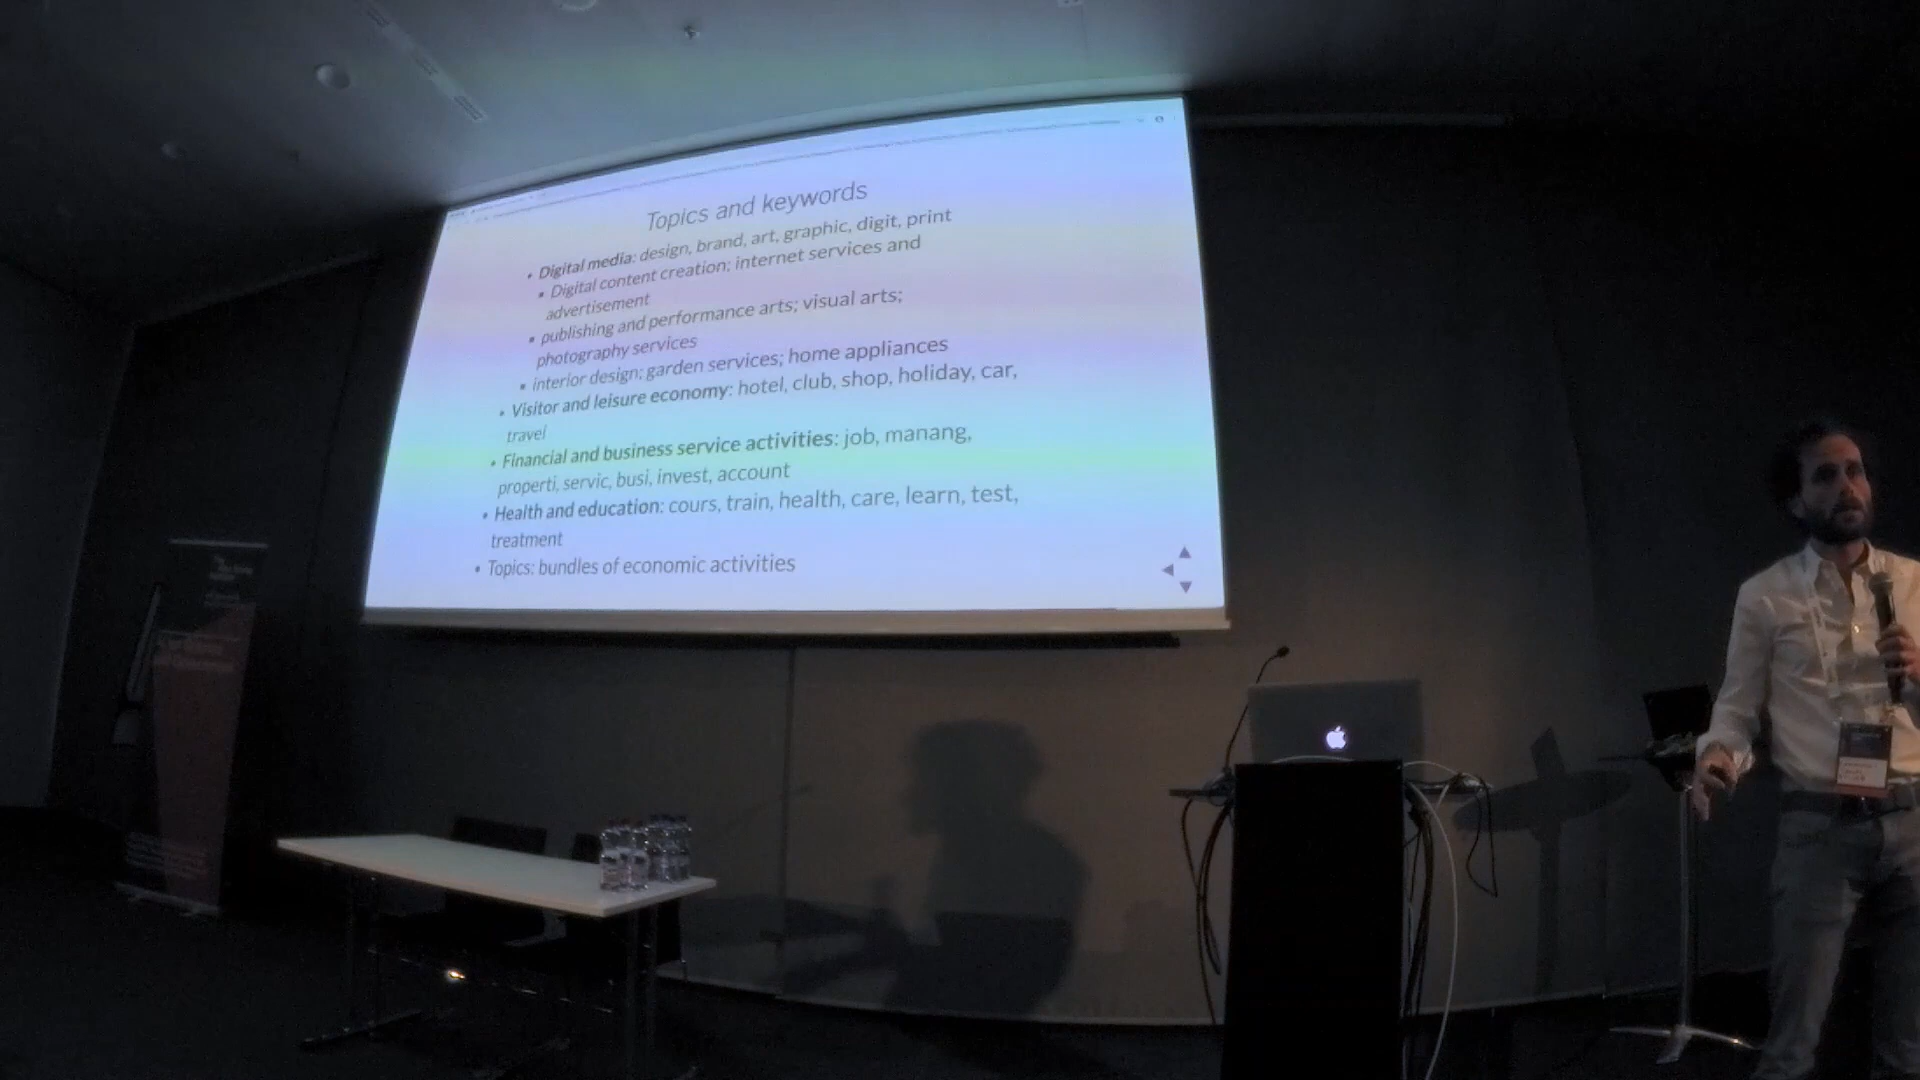 Topics and keywords
• Digital media: design, brand, art, graphic, digit, print
• Digital content creation; internet services and
advertisement
• publishing and performance arts; visual arts;
photography services
• interior design; garden services; home appliances
• Visitor and leisure economy: hotel, club, shop, holiday, car,
travel
• Financial and business service activities: job, manang,
properti, servic, busi, invest, account
• Health and education: cours, train, health, care, learn, test,
treatment
• Topics: bundles of economic activities